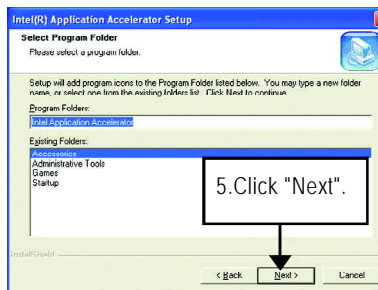 Intel(R) Application Accelerator Setup
Select Program Folder
Please select a program folder.
Setup will add program icons to the Program Folder listed below. You may type a new folder
name, or select one from the existing folders list. Click Next to continue.
Program Folders:
Intel Application Accelerator
Existing Folders:
Accessories
Administrative Tools
Games
Startup
5.Click "Next".
InstallShield
< Back
Next >
Cancel